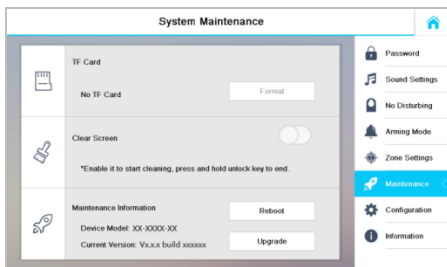 System Maintenance
TF Card
No TF Card
Format
Clear Screen
*Enable it to start cleaning, press and hold unlock key to end.
Maintenance Information
Reboot
Device Model: XX-XXXX-XX
Current Version: Vx.x.x build xxxxxx
Upgrade
Password
Sound Settings
No Disturbing
Arming Mode
Zone Settings
Maintenance
Configuration
Information